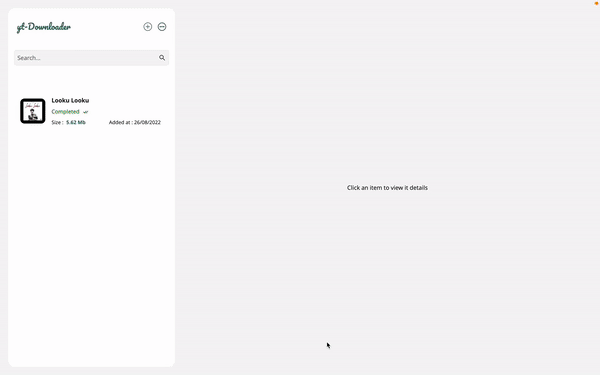 yt-Downloader
Search...
Looku Looku
Completed
Size : 5.62 Mb Added at : 26/08/2022
Click an item to view it details